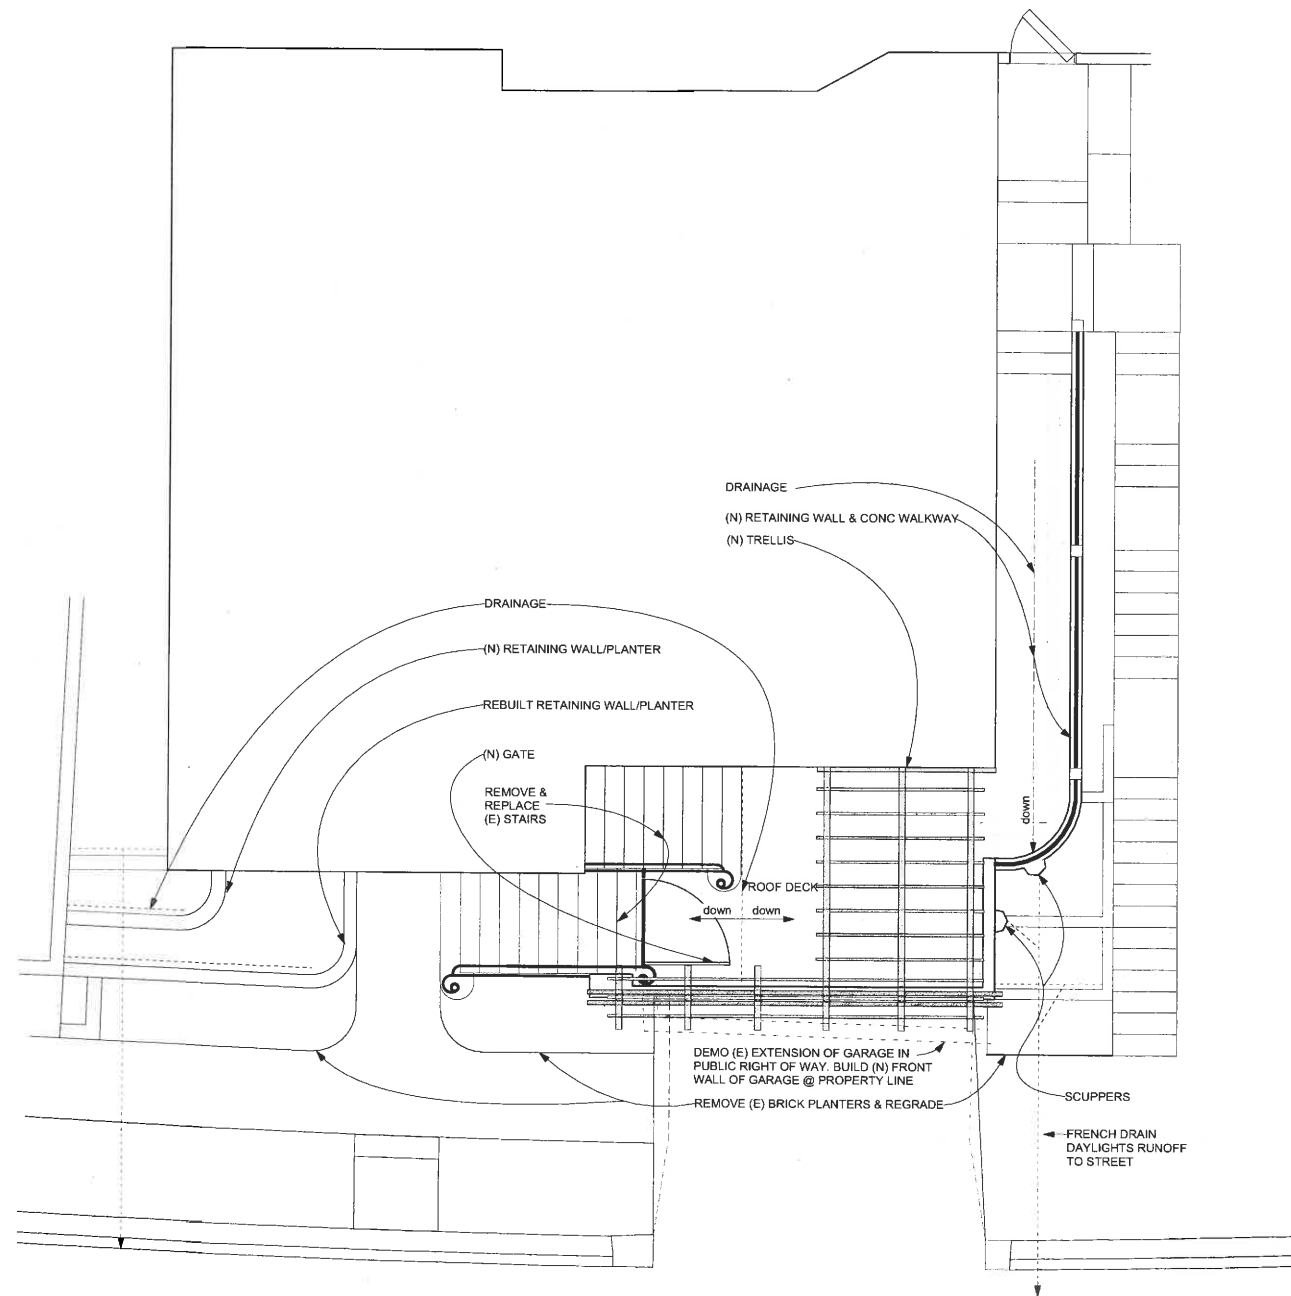 DRAINAGE
(N) RETAINING WALL & CONC WALKWAY
(N) TRELLIS
DRAINAGE
(N) RETAINING WALL/PLANTER
REBUILT RETAINING WALL/PLANTER
(N) GATE
REMOVE &
REPLACE
(E) STAIRS
down
ROOF DECK
down
down
DEMO (E) EXTENSION OF GARAGE IN
PUBLIC RIGHT OF WAY. BUILD (N) FRONT
WALL OF GARAGE @ PROPERTY LINE
REMOVE (E) BRICK PLANTERS & REGRADE
SCUPPERS
FRENCH DRAIN
DAYLIGHTS RUNOFF
TO STREET